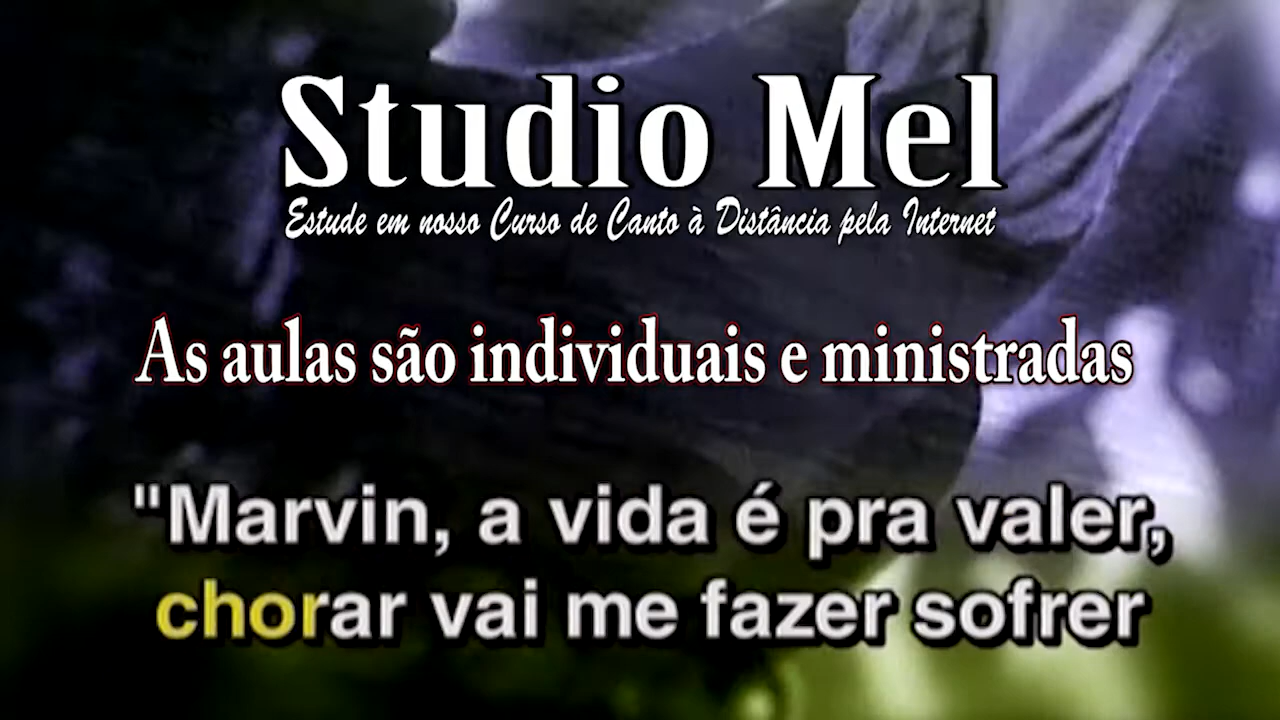 Studio Mel
Estude em nosso Curso de Canto à Distância pela Internet
As aulas são individuais e ministradas
"Marvin, a vida é pra valer,
chorar vai me fazer sofrer